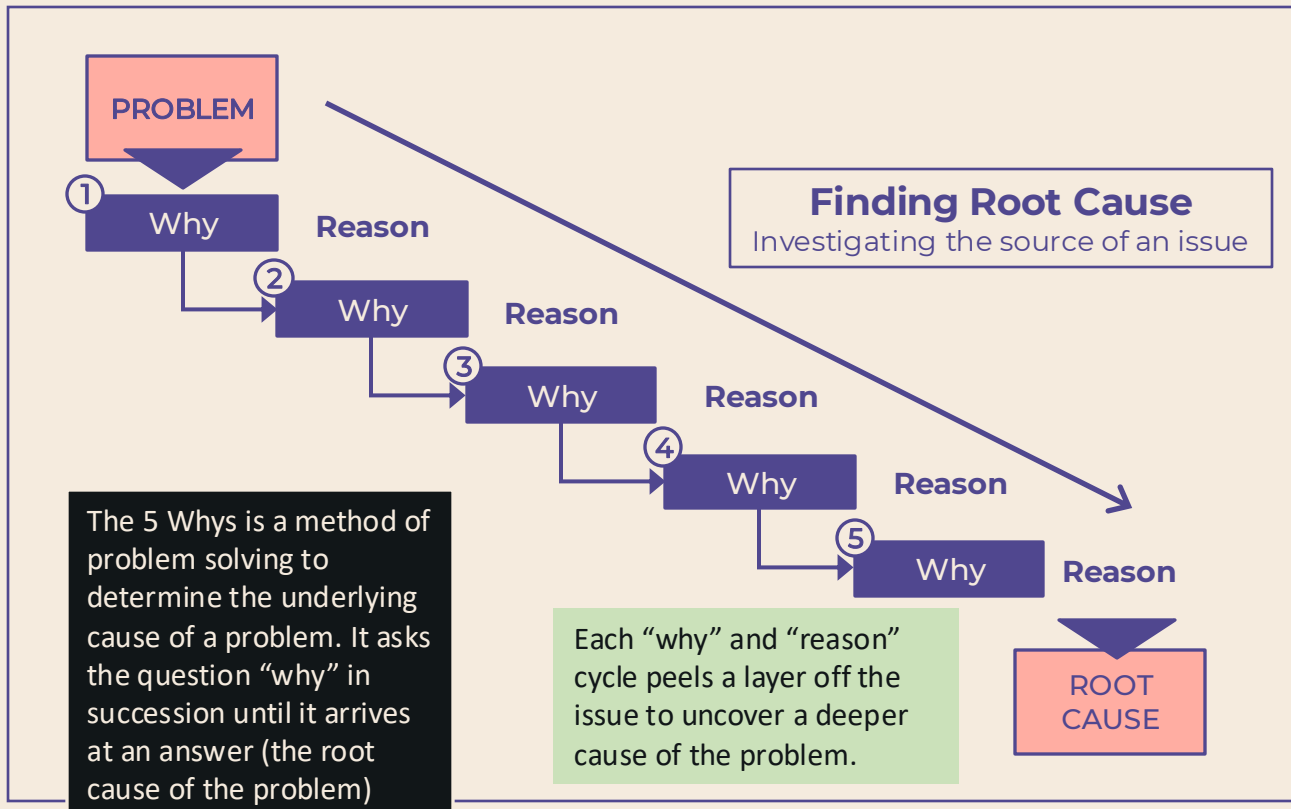 PROBLEM
1
Why
Reason
Finding Root Cause
Investigating the source of an issue
2
Why
Reason
3
Why
Reason
4
Why
Reason
5
Why
Reason
The 5 Whys is a method of
problem solving to
determine the underlying
cause of a problem. It asks
the question “why” in
succession until it arrives
at an answer (the root
cause of the problem)
Each “why” and “reason”
cycle peels a layer off the
issue to uncover a deeper
cause of the problem.
ROOT
CAUSE